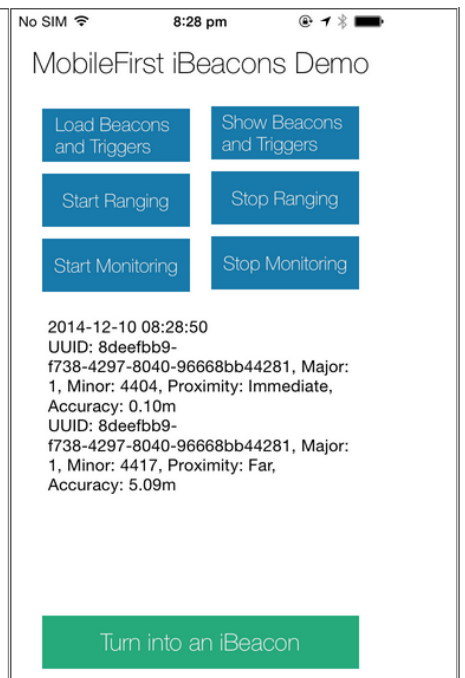 No SIM 8:28 pm
MobileFirst iBeacons Demo
Load Beacons and Triggers
Show Beacons and Triggers
Start Ranging
Stop Ranging
Start Monitoring
Stop Monitoring
2014-12-10 08:28:50
UUID: 8deefbb9-
f738-4297-8040-96668bb44281, Major:
1, Minor: 4404, Proximity: Immediate,
Accuracy: 0.10m
UUID: 8deefbb9-
f738-4297-8040-96668bb44281, Major:
1, Minor: 4417, Proximity: Far,
Accuracy: 5.09m
Turn into an iBeacon